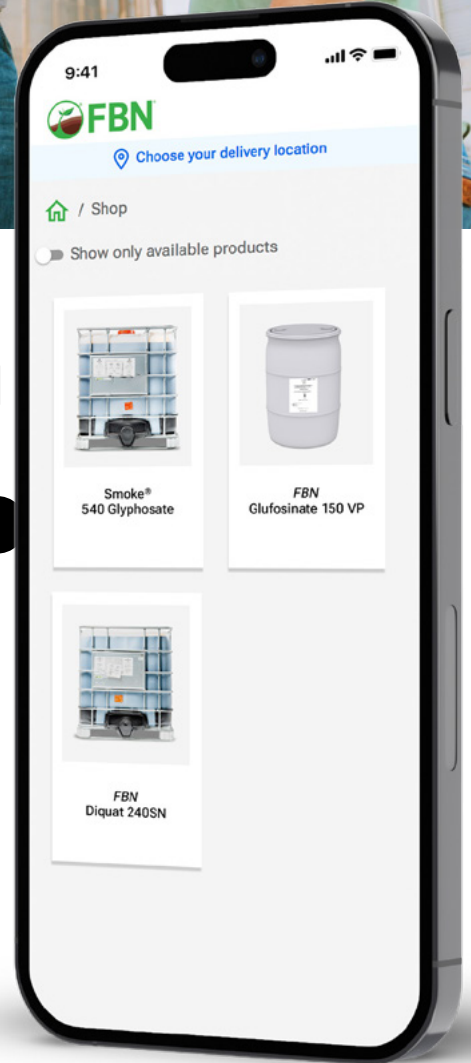 9:41
FBN
Choose your delivery location
/ Shop
Show only available products
Smoke®
540 Glyphosate
FBN
Glufosinate 150 VP
FBN
Diquat 240SN